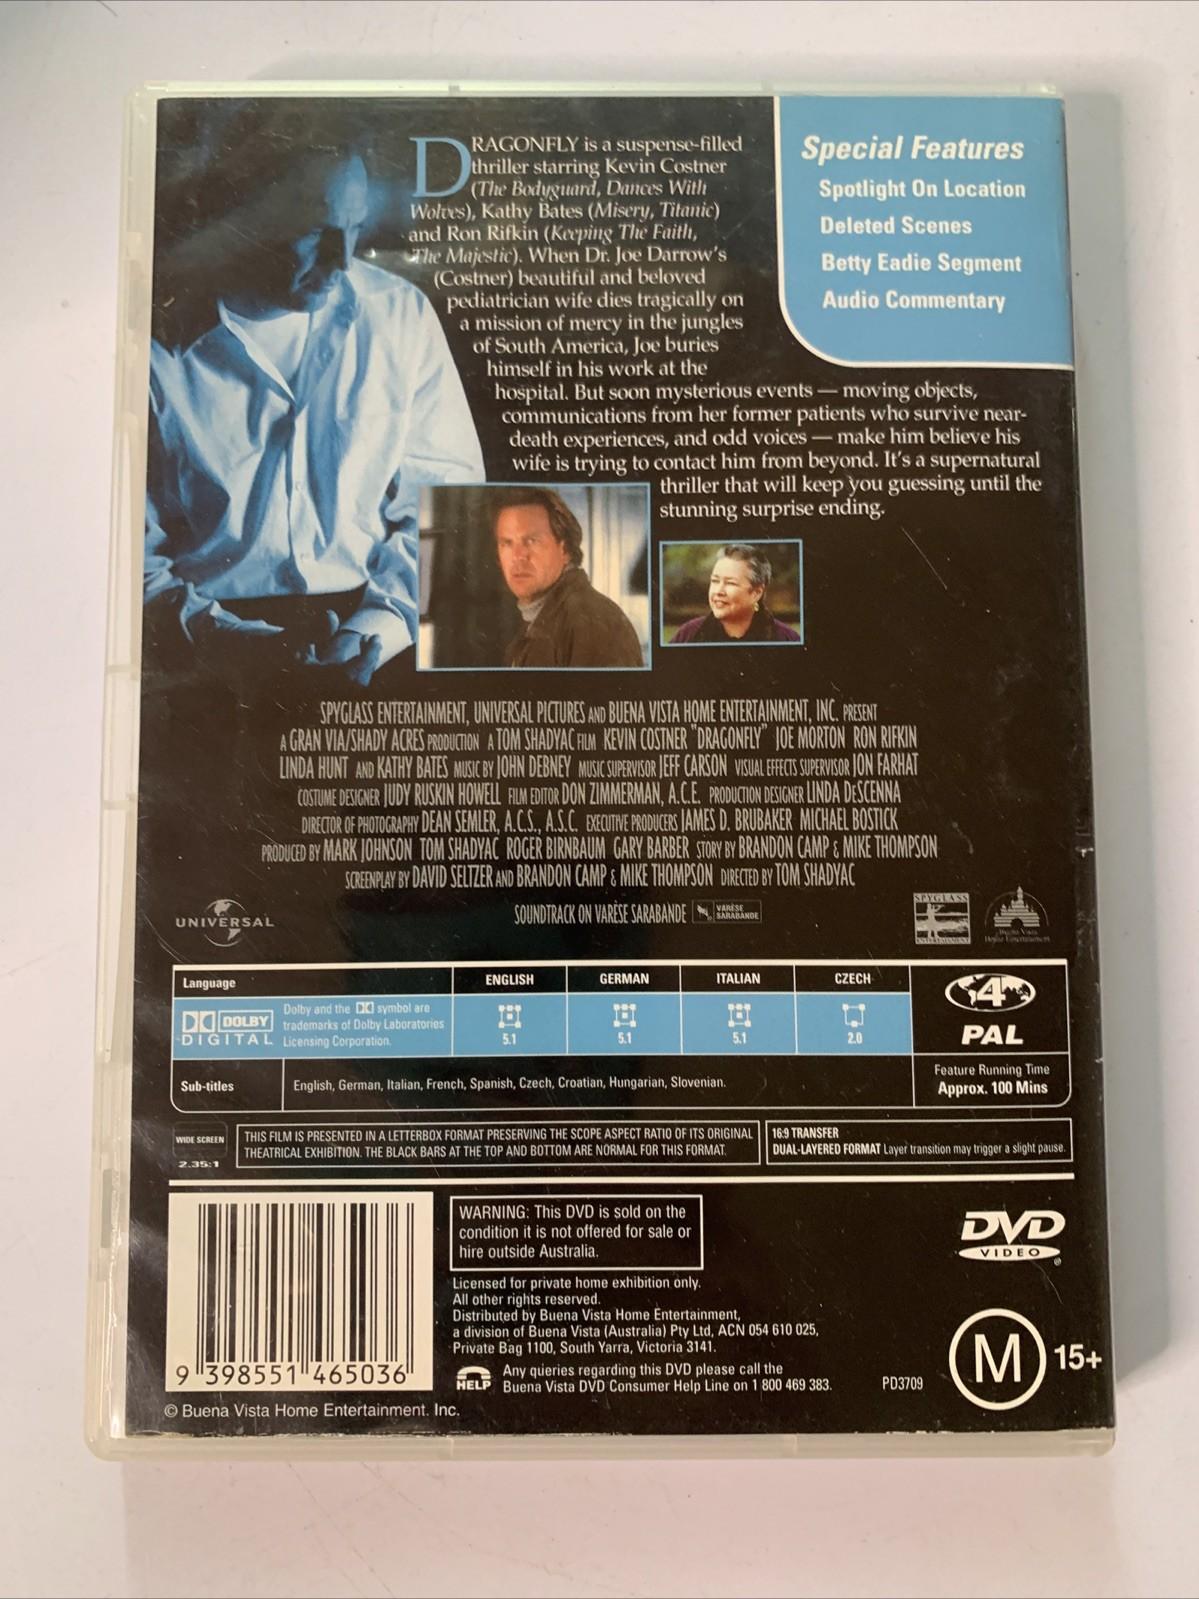 DRAGONFLY is a suspense-filled
thriller starring Kevin Costner
(The Bodyguard, Dances With
Wolves), Kathy Bates (Misery, Titanic)
and Ron Rifkin (Keeping The Faith,
The Majestic). When Dr. Joe Darrow's
(Costner) beautiful and beloved
pediatrician wife dies tragically on
a mission of mercy in the jungles
of South America, Joe buries
himself in his work at the
hospital. But soon mysterious events — moving objects,
communications from her former patients who survive near-
death experiences, and odd voices — make him believe his
wife is trying to contact him from beyond. It's a supernatural
thriller that will keep you guessing until the
stunning surprise ending.
Special Features
Spotlight On Location
Deleted Scenes
Betty Eadie Segment
Audio Commentary
SPYGLASS ENTERTAINMENT, UNIVERSAL PICTURES AND BUENA VISTA HOME ENTERTAINMENT, INC. PRESENT
A GRAN VIA/SHADY ACRES PRODUCTION A TOM SHADYAC FILM KEVIN COSTNER "DRAGONFLY" JOE MORTON RON RIFKIN
LINDA HUNT AND KATHY BATES MUSIC BY JOHN DEBNEY MUSIC SUPERVISOR JEFF CARSON VISUAL EFFECTS SUPERVISOR JON FARHAT
COSTUME DESIGNER JUDY RUSKIN HOWELL FILM EDITOR DON ZIMMERMAN, A.C.E. PRODUCTION DESIGNER LINDA DeSCENNA
DIRECTOR OF PHOTOGRAPHY DEAN SEMLER, A.C.S., A.S.C. EXECUTIVE PRODUCERS JAMES D. BRUBAKER MICHAEL BOSTICK
PRODUCED BY MARK JOHNSON TOM SHADYAC ROGER BIRNBAUM GARY BARBER STORY BY BRANDON CAMP & MIKE THOMPSON
SCREENPLAY BY DAVID SELTZER AND BRANDON CAMP & MIKE THOMPSON DIRECTED BY TOM SHADYAC
UNIVERSAL
SOUNDTRACK ON VARÈSE SARABANDE
VARÈSE
SARABANDE
SPYGLASS
ENTERTAINMENT
Buena Vista
Home Entertainment
Language ENGLISH GERMAN ITALIAN CZECH
DOLBY
DIGITAL
Dolby and the symbol are
trademarks of Dolby Laboratories
Licensing Corporation.
5.1 5.1 5.1 2.0
4
PAL
Sub-titles English, German, Italian, French, Spanish, Czech, Croatian, Hungarian, Slovenian.
Feature Running Time
Approx. 100 Mins
WIDE SCREEN
2.35:1
THIS FILM IS PRESENTED IN A LETTERBOX FORMAT PRESERVING THE SCOPE ASPECT RATIO OF ITS ORIGINAL
THEATRICAL EXHIBITION. THE BLACK BARS AT THE TOP AND BOTTOM ARE NORMAL FOR THIS FORMAT.
16:9 TRANSFER
DUAL-LAYERED FORMAT Layer transition may trigger a slight pause.
9 398551 465036
© Buena Vista Home Entertainment. Inc.
WARNING: This DVD is sold on the
condition it is not offered for sale or
hire outside Australia.
Licensed for private home exhibition only.
All other rights reserved.
Distributed by Buena Vista Home Entertainment,
a division of Buena Vista (Australia) Pty Ltd, ACN 054 610 025,
Private Bag 1100, South Yarra, Victoria 3141.
HELP
Any queries regarding this DVD please call the
Buena Vista DVD Consumer Help Line on 1 800 469 383.
PD3709
DVD
VIDEO
M 15+